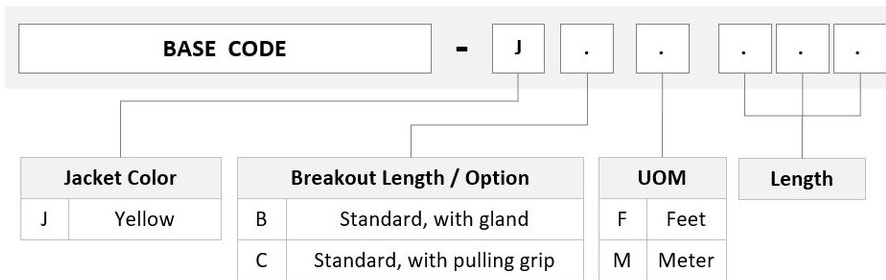 BASE CODE - J . . . . .
Jacket Color Breakout Length / Option UOM Length
J Yellow B Standard, with gland F Feet
C Standard, with pulling grip M Meter